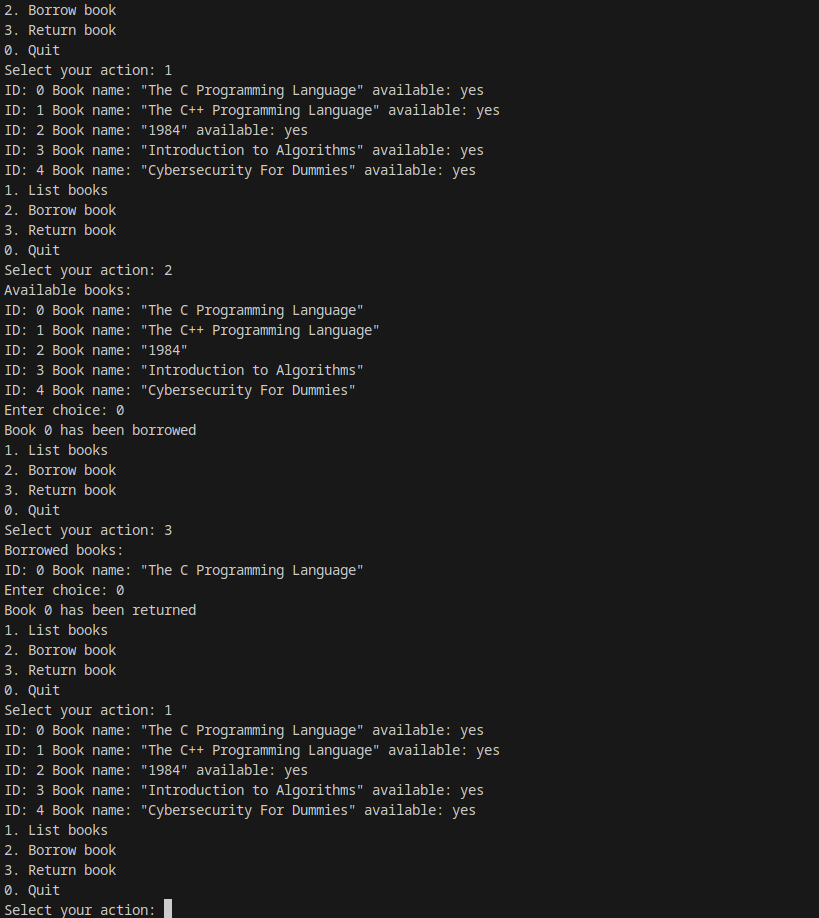 2. Borrow book
3. Return book
0. Quit
Select your action: 1
ID: 0 Book name: "The C Programming Language" available: yes
ID: 1 Book name: "The C++ Programming Language" available: yes
ID: 2 Book name: "1984" available: yes
ID: 3 Book name: "Introduction to Algorithms" available: yes
ID: 4 Book name: "Cybersecurity For Dummies" available: yes
1. List books
2. Borrow book
3. Return book
0. Quit
Select your action: 2
Available books:
ID: 0 Book name: "The C Programming Language"
ID: 1 Book name: "The C++ Programming Language"
ID: 2 Book name: "1984"
ID: 3 Book name: "Introduction to Algorithms"
ID: 4 Book name: "Cybersecurity For Dummies"
Enter choice: 0
Book 0 has been borrowed
1. List books
2. Borrow book
3. Return book
0. Quit
Select your action: 3
Borrowed books:
ID: 0 Book name: "The C Programming Language"
Enter choice: 0
Book 0 has been returned
1. List books
2. Borrow book
3. Return book
0. Quit
Select your action: 1
ID: 0 Book name: "The C Programming Language" available: yes
ID: 1 Book name: "The C++ Programming Language" available: yes
ID: 2 Book name: "1984" available: yes
ID: 3 Book name: "Introduction to Algorithms" available: yes
ID: 4 Book name: "Cybersecurity For Dummies" available: yes
1. List books
2. Borrow book
3. Return book
0. Quit
Select your action: